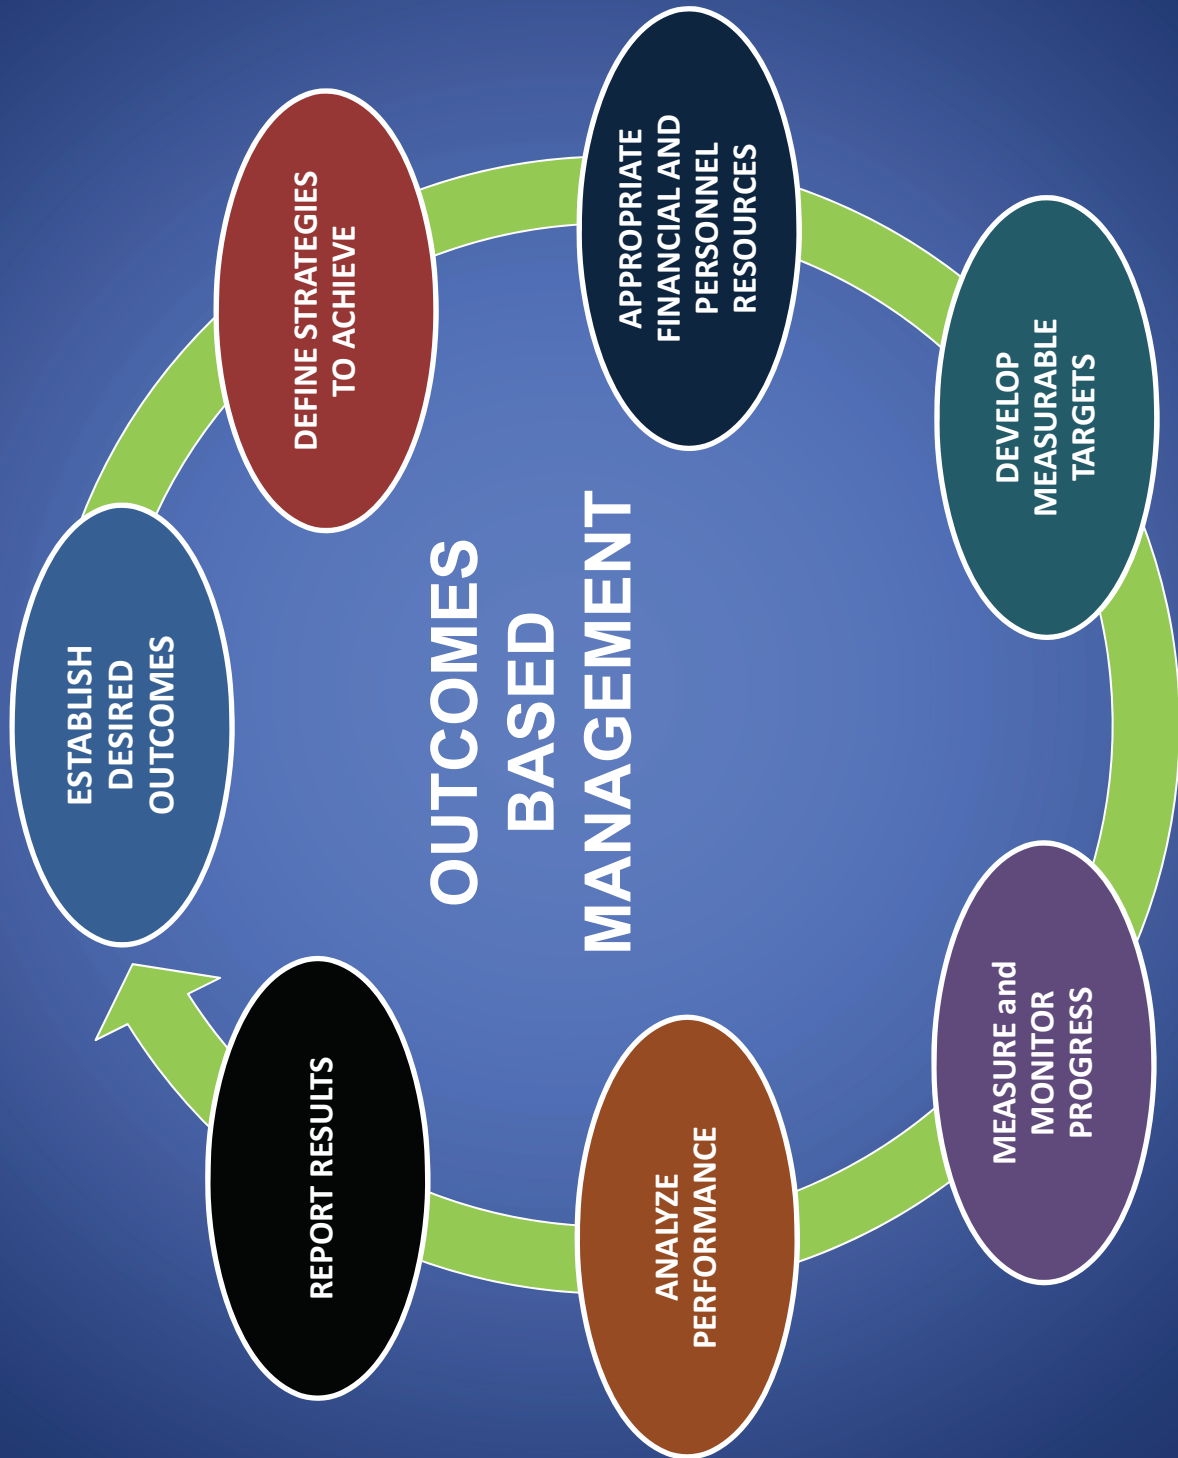 ESTABLISH
DESIRED
OUTCOMES
DEFINE STRATEGIES
TO ACHIEVE
APPROPRIATE
FINANCIAL AND
PERSONNEL
RESOURCES
DEVELOP
MEASURABLE
TARGETS
MEASURE and
MONITOR
PROGRESS
ANALYZE
PERFORMANCE
REPORT RESULTS
OUTCOMES
BASED
MANAGEMENT